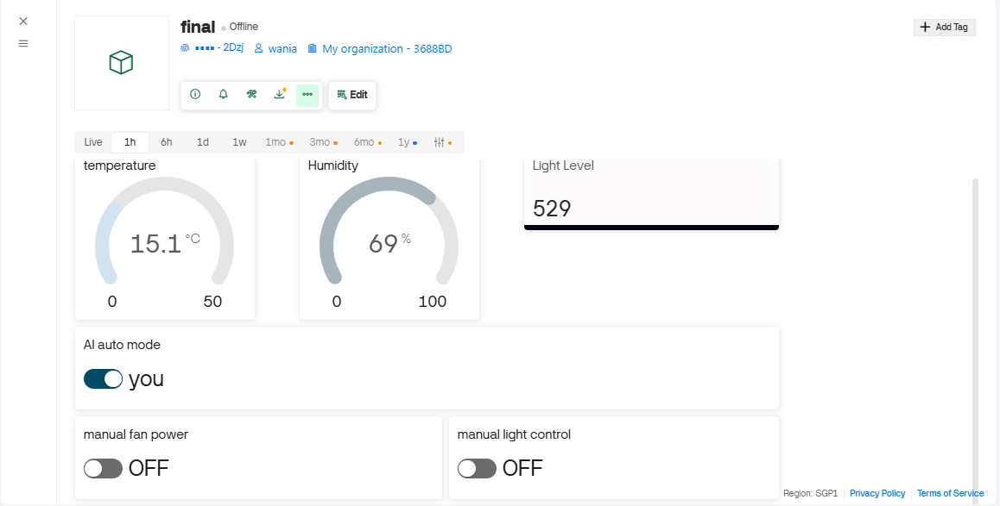 final Offline
- 2Dzj wania My organization - 3688BD
Add Tag
Edit
Live 1h 6h 1d 1w 1mo 3mo 6mo 1y
temperature
15.1 °C
0 50
Humidity
69 %
0 100
Light Level
529
AI auto mode
you
manual fan power
OFF
manual light control
OFF
Region: SGP1 Privacy Policy Terms of Service